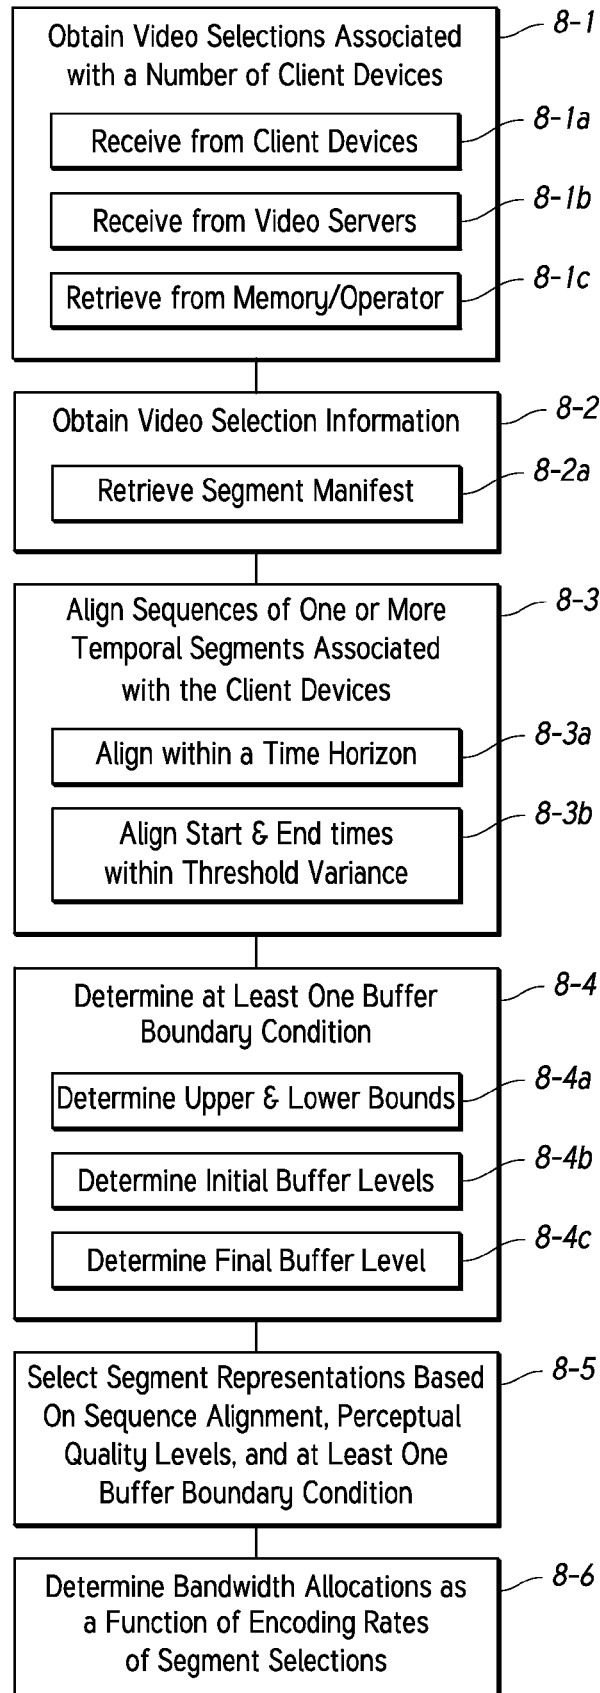 Obtain Video Selections Associated
with a Number of Client Devices
8-1
Receive from Client Devices
8-1a
Receive from Video Servers
8-1b
Retrieve from Memory/Operator
8-1c
Obtain Video Selection Information
8-2
Retrieve Segment Manifest
8-2a
Align Sequences of One or More
Temporal Segments Associated
with the Client Devices
8-3
Align within a Time Horizon
8-3a
Align Start & End times
within Threshold Variance
8-3b
Determine at Least One Buffer
Boundary Condition
8-4
Determine Upper & Lower Bounds
8-4a
Determine Initial Buffer Levels
8-4b
Determine Final Buffer Level
8-4c
Select Segment Representations Based
On Sequence Alignment, Perceptual
Quality Levels, and at Least One
Buffer Boundary Condition
8-5
Determine Bandwidth Allocations as
a Function of Encoding Rates
of Segment Selections
8-6